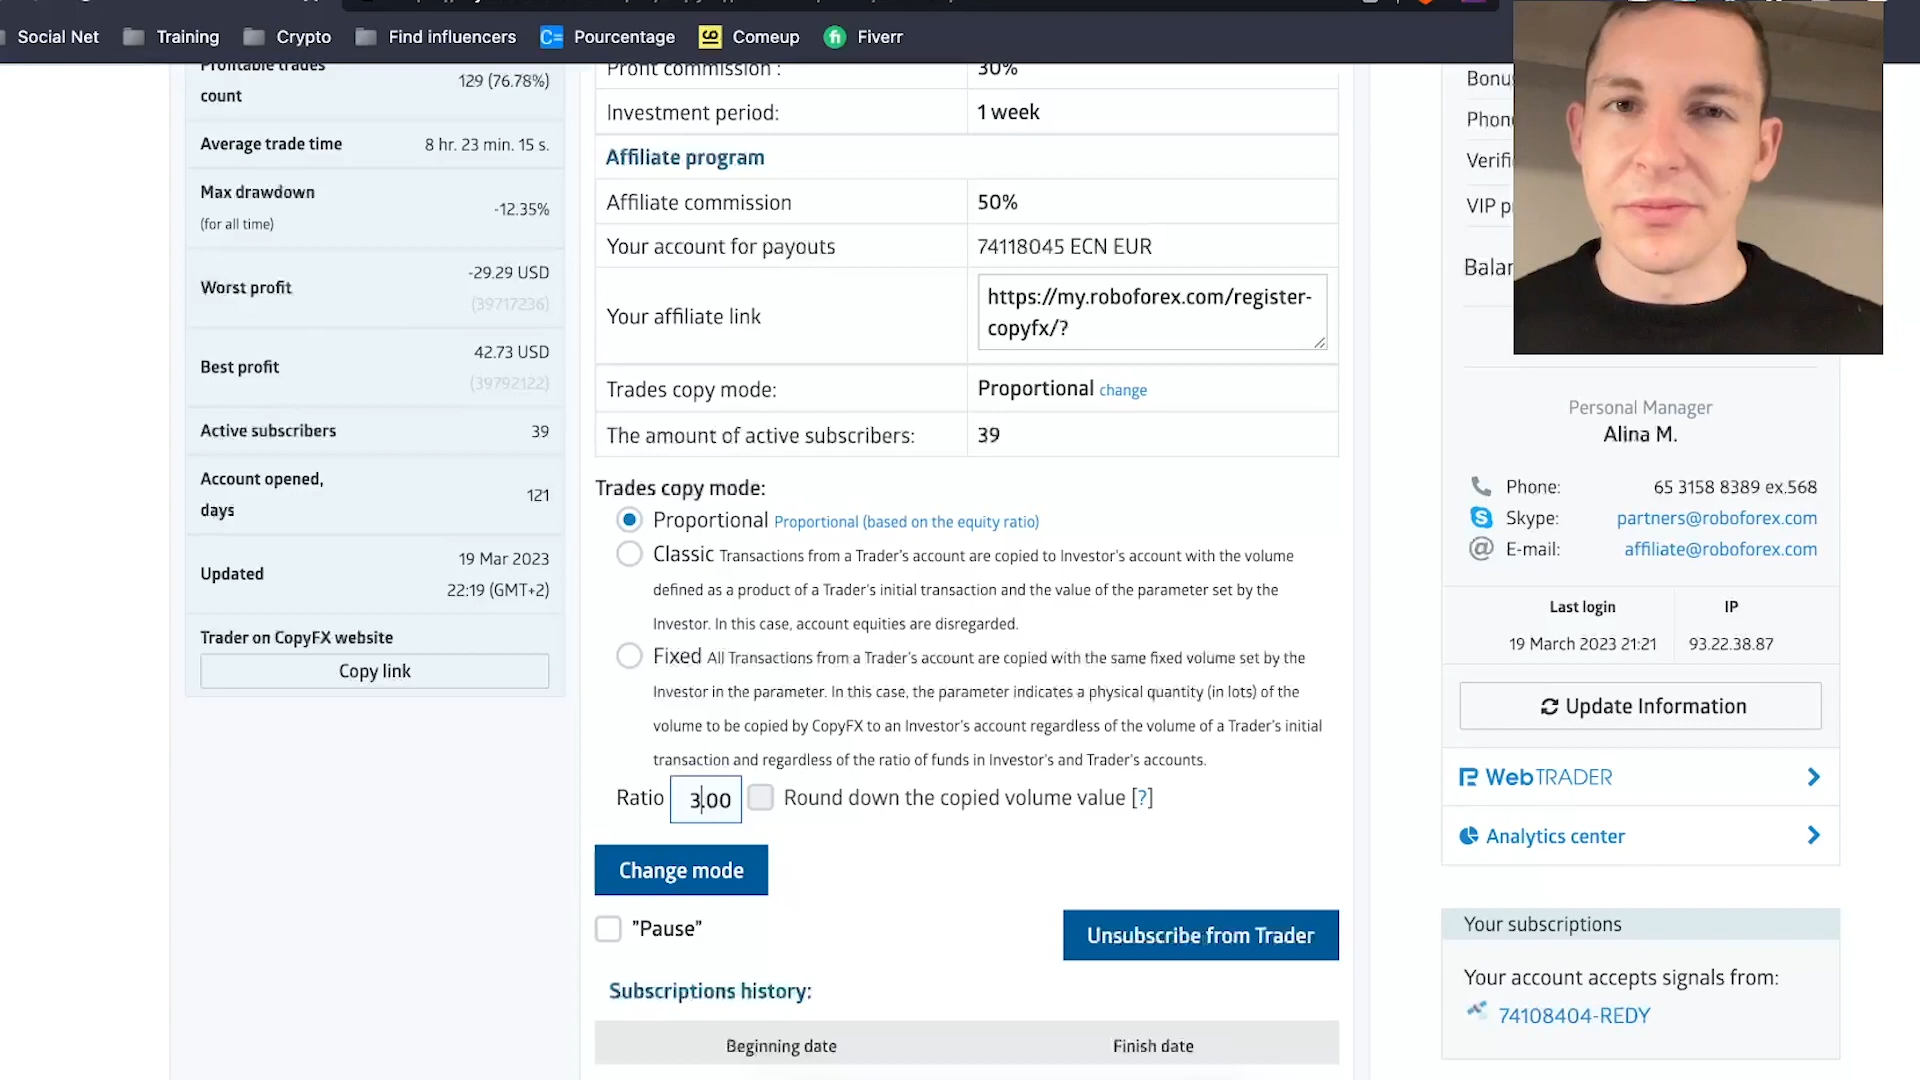 Social Net
Training
Crypto
Find influencers
Pourcentage
Comeup
Fiverr
Profitable trades
count
129 (76.78%)
Average trade time
8 hr. 23 min. 15 s.
Max drawdown
(for all time)
-12.35%
Worst profit
-29.29 USD
(39717236)
Best profit
42.73 USD
(39792122)
Active subscribers
39
Account opened,
days
121
Updated
19 Mar 2023
22:19 (GMT+2)
Trader on CopyFX website
Copy link
Profit commission :
30%
Investment period:
1 week
Affiliate program
Affiliate commission
50%
Your account for payouts
74118045 ECN EUR
Your affiliate link
https://my.roboforex.com/register-
copyfx/?
Trades copy mode:
Proportional change
The amount of active subscribers:
39
Trades copy mode:
Proportional Proportional (based on the equity ratio)
Classic Transactions from a Trader's account are copied to Investor's account with the volume
defined as a product of a Trader's initial transaction and the value of the parameter set by the
Investor. In this case, account equities are disregarded.
Fixed All Transactions from a Trader's account are copied with the same fixed volume set by the
Investor in the parameter. In this case, the parameter indicates a physical quantity (in lots) of the
volume to be copied by CopyFX to an Investor's account regardless of the volume of a Trader's initial
transaction and regardless of the ratio of funds in Investor's and Trader's accounts.
Ratio 3.00 Round down the copied volume value [?]
Change mode
"Pause"
Unsubscribe from Trader
Subscriptions history:
Beginning date
Finish date
Personal Manager
Alina M.
Phone:
65 3158 8389 ex.568
Skype:
partners@roboforex.com
E-mail:
affiliate@roboforex.com
Last login
IP
19 March 2023 21:21
93.22.38.87
Update Information
WebTRADER
Analytics center
Your subscriptions
Your account accepts signals from:
74108404-REDY